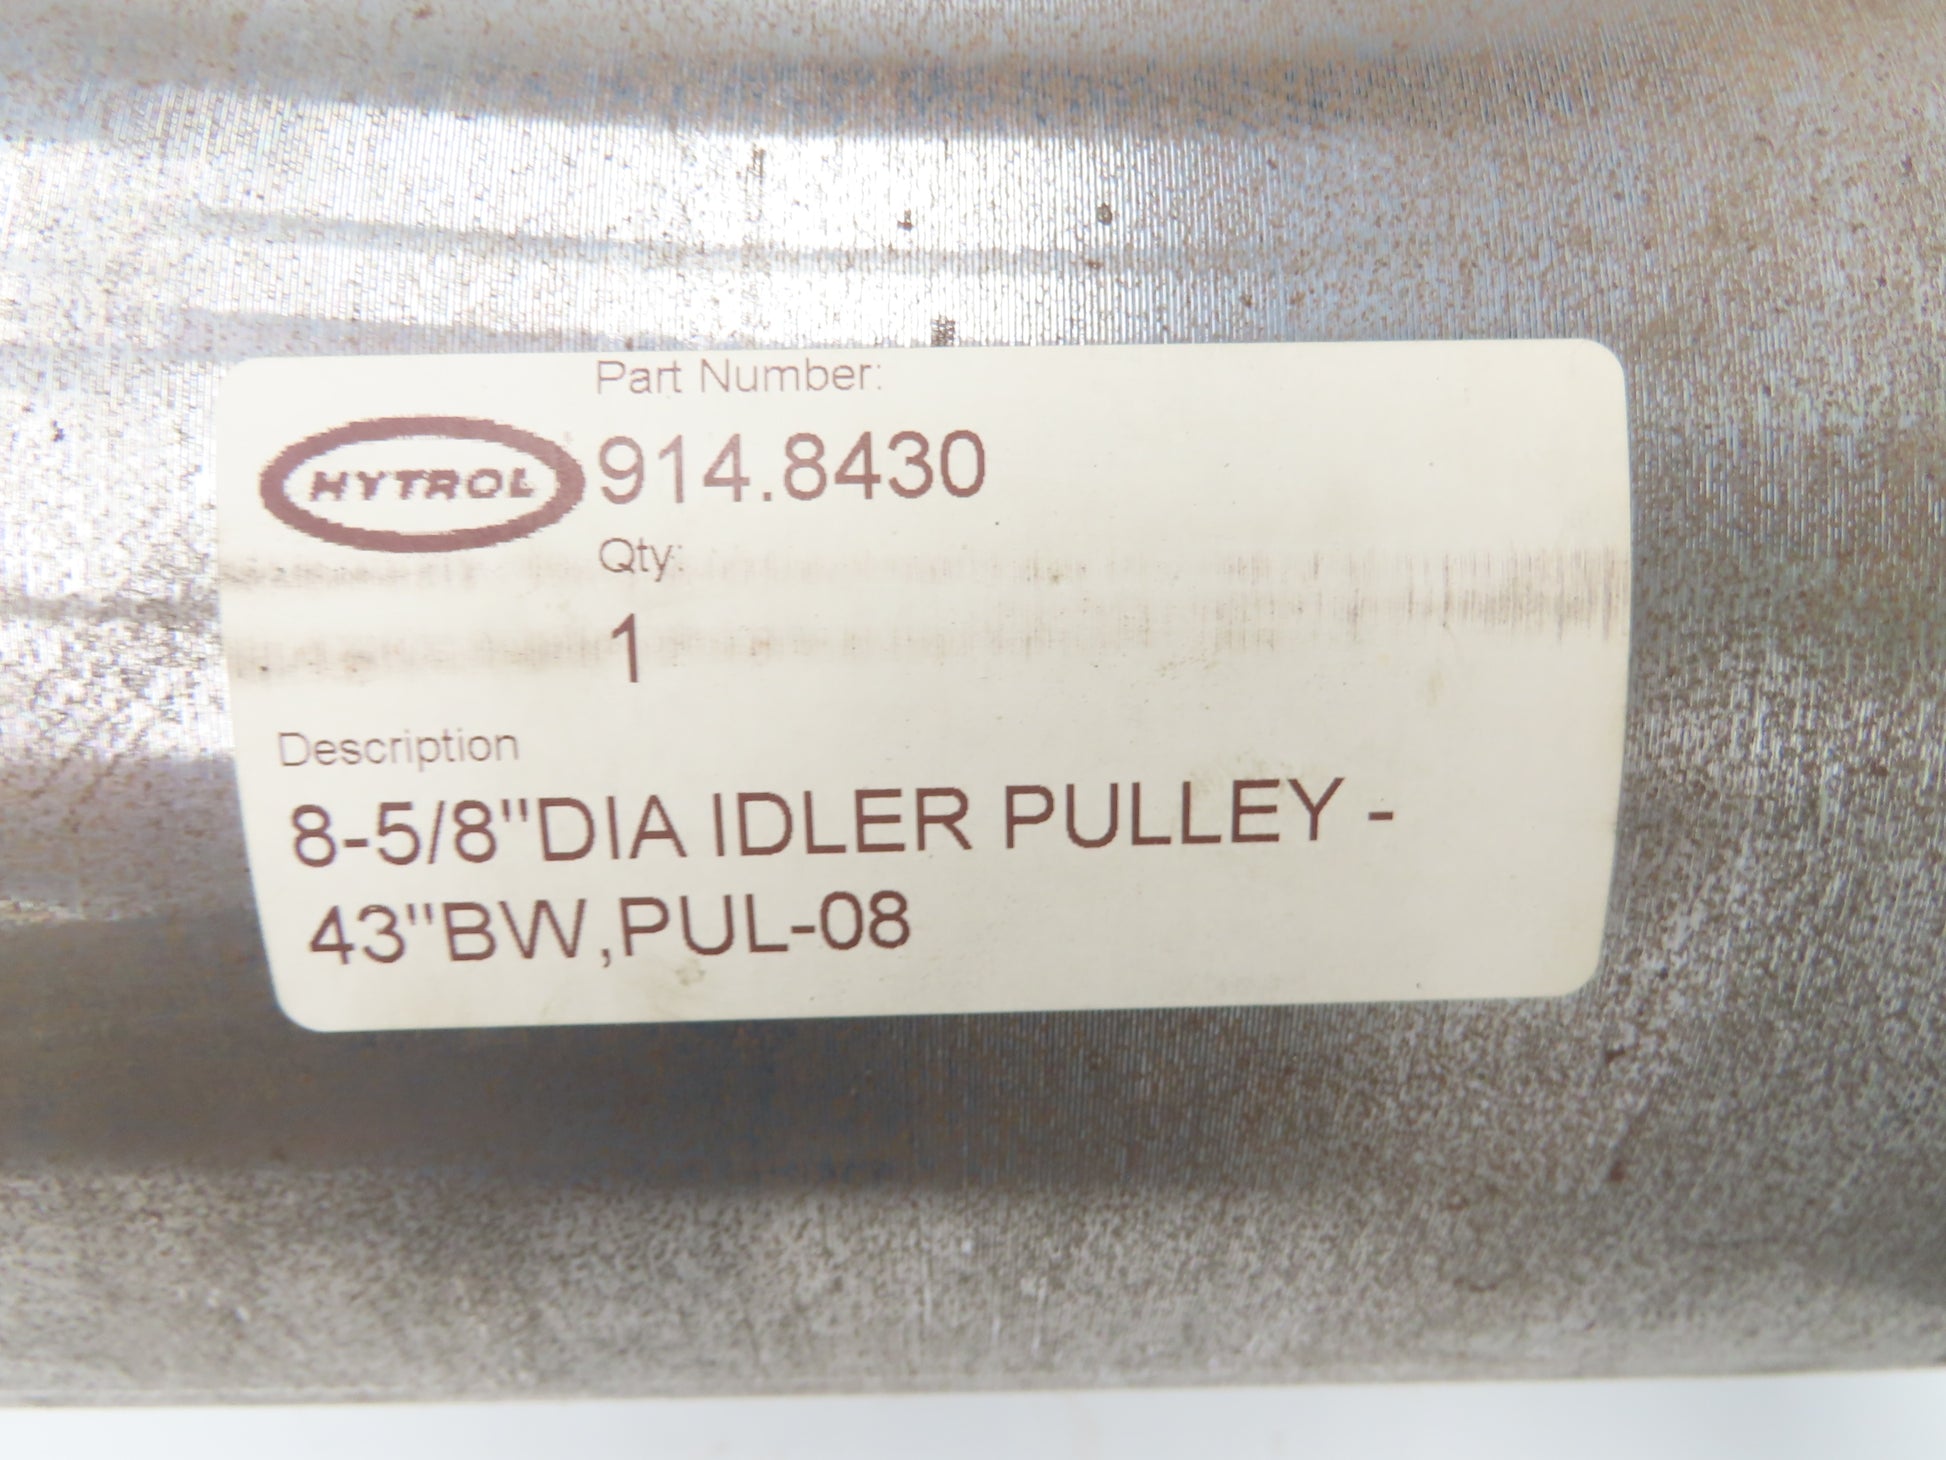 Part Number:
HYTROL
914.8430
Qty:
1
Description
8-5/8"DIA IDLER PULLEY -
43"BW,PUL-08